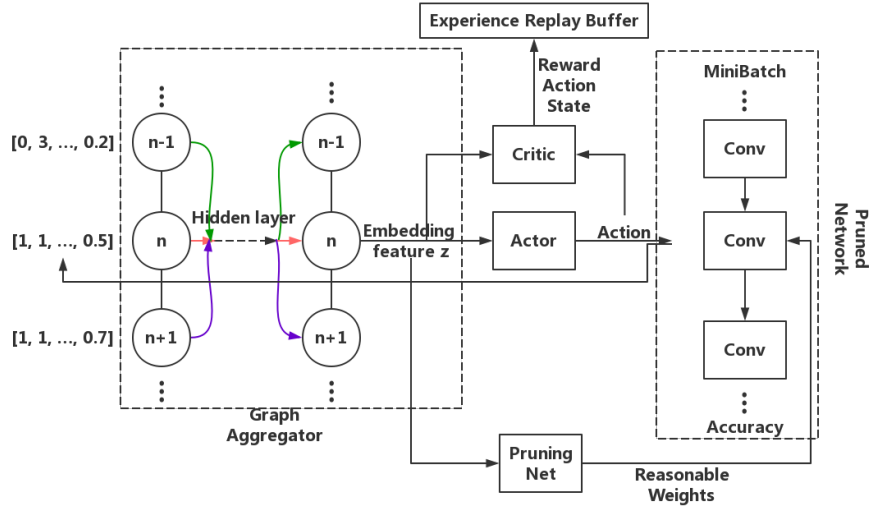 Experience Replay Buffer
Reward
Action
State
MiniBatch
[0, 3, ..., 0.2]
n-1
n-1
Critic
Conv
Hidden layer
[1, 1, ..., 0.5]
n
n
Embedding
feature z
Actor
Action
Conv
Pruned
Network
[1, 1, ..., 0.7]
n+1
n+1
Conv
Graph
Aggregator
Accuracy
Pruning
Net
Reasonable
Weights